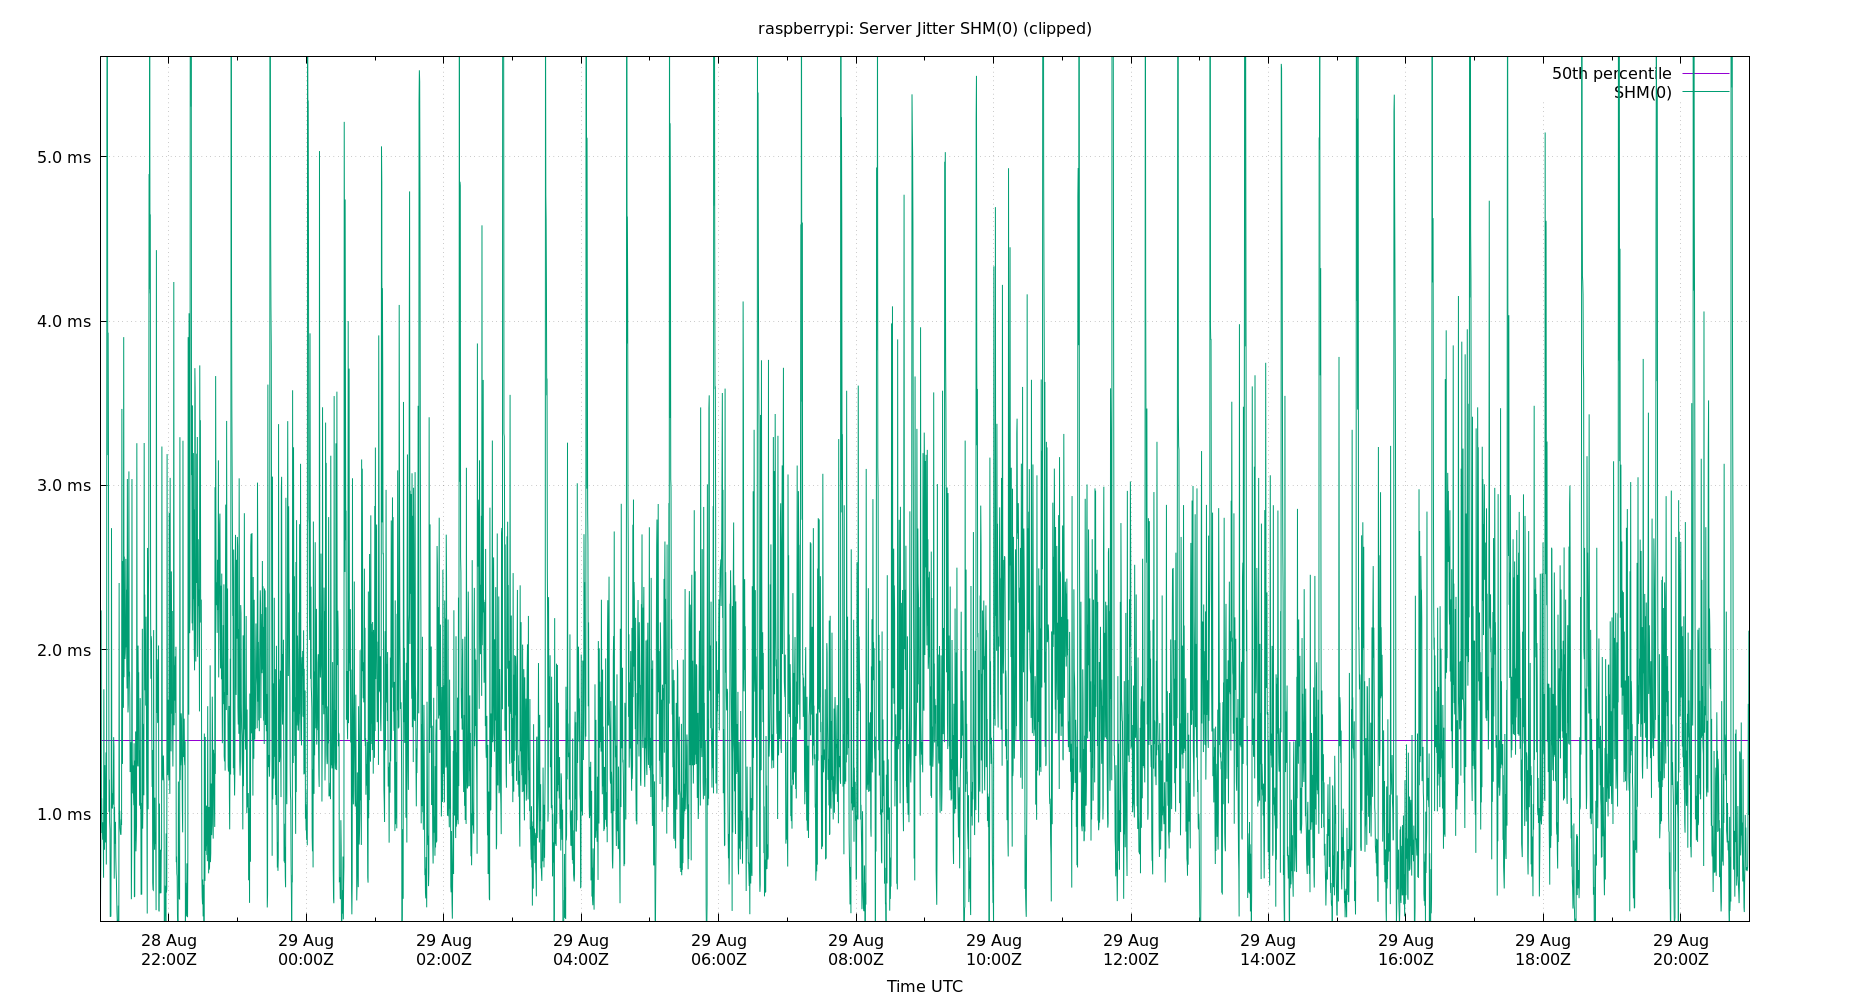 raspberrypi: Server Jitter SHM(0) (clipped)
50th percentile
SHM(0)
5.0 ms
4.0 ms
3.0 ms
2.0 ms
1.0 ms
28 Aug 29 Aug 29 Aug 29 Aug 29 Aug 29 Aug 29 Aug 29 Aug 29 Aug 29 Aug 29 Aug 29 Aug
22:00Z 00:00Z 02:00Z 04:00Z 06:00Z 08:00Z 10:00Z 12:00Z 14:00Z 16:00Z 18:00Z 20:00Z
Time UTC